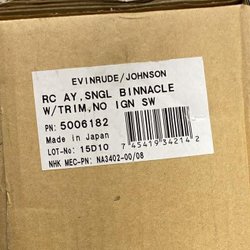 EVINRUDE/JOHNSON
RC AY,SNGL BINNACLE
W/TRIM,NO IGN SW
PN: 5006182
Made in Japan
LOT-No: 15D10
7 45419 34214 2
NHK MEC-PN: NA3402-00/08